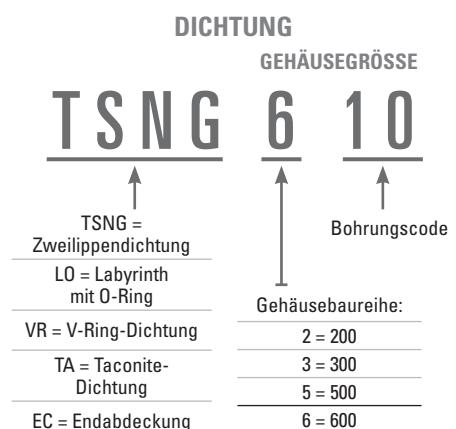 DICHTUNG
GEHÄUSEGRÖSSE
TSNG 6 10
TSNG =
Zweilippendichtung
LO = Labyrinth
mit O-Ring
VR = V-Ring-Dichtung
TA = Taconite-
Dichtung
EC = Endabdeckung
Bohrungscode
Gehäusebaureihe:
2 = 200
3 = 300
5 = 500
6 = 600